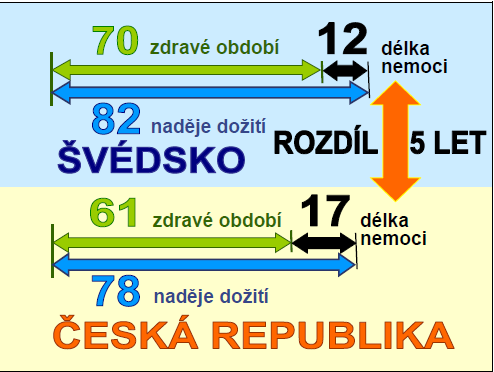 70 zdravé období 12 délka
nemoci
82 naděje dožití
ŠVÉDSKO ROZDÍL 5 LET
61 zdravé období 17 délka
nemoci
78 naděje dožití
ČESKÁ REPUBLIKA